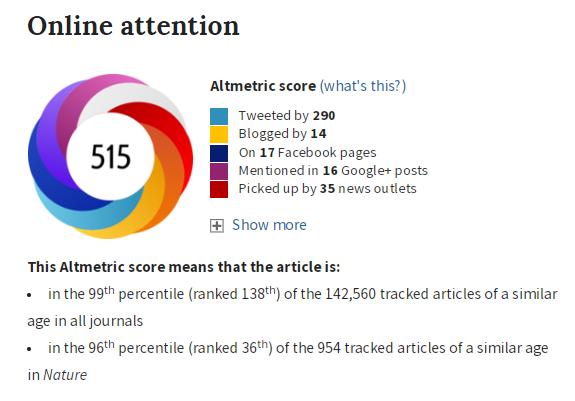 Online attention
515
Altmetric score (what's this?)
Tweeted by 290
Blogged by 14
On 17 Facebook pages
Mentioned in 16 Google+ posts
Picked up by 35 news outlets
Show more
This Altmetric score means that the article is:
• in the 99th percentile (ranked 138th) of the 142,560 tracked articles of a similar
age in all journals
• in the 96th percentile (ranked 36th) of the 954 tracked articles of a similar age
in Nature